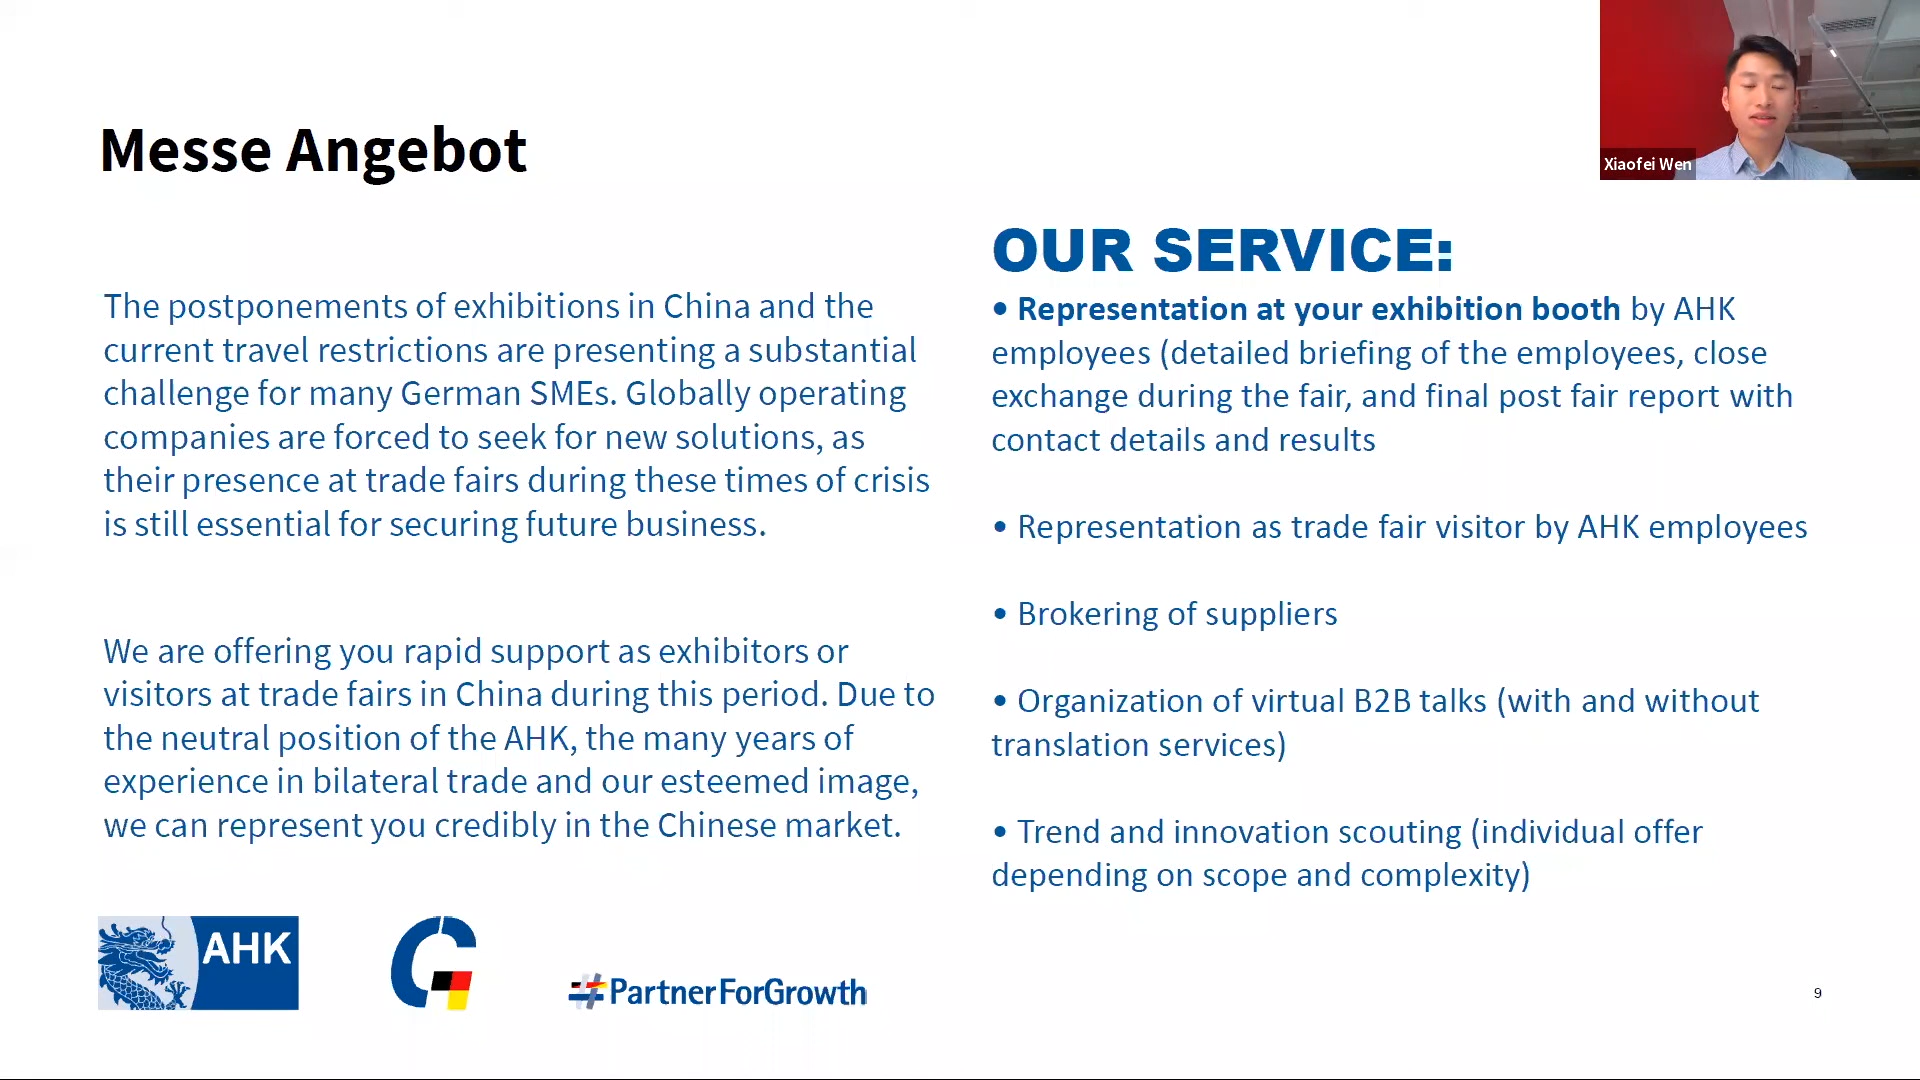 Messe Angebot
The postponements of exhibitions in China and the
current travel restrictions are presenting a substantial
challenge for many German SMEs. Globally operating
companies are forced to seek for new solutions, as
their presence at trade fairs during these times of crisis
is still essential for securing future business.
We are offering you rapid support as exhibitors or
visitors at trade fairs in China during this period. Due to
the neutral position of the AHK, the many years of
experience in bilateral trade and our esteemed image,
we can represent you credibly in the Chinese market.
Xiaofei Wen
OUR SERVICE:
• Representation at your exhibition booth by AHK
employees (detailed briefing of the employees, close
exchange during the fair, and final post fair report with
contact details and results
• Representation as trade fair visitor by AHK employees
• Brokering of suppliers
• Organization of virtual B2B talks (with and without
translation services)
• Trend and innovation scouting (individual offer
depending on scope and complexity)
AHK
#PartnerForGrowth
9